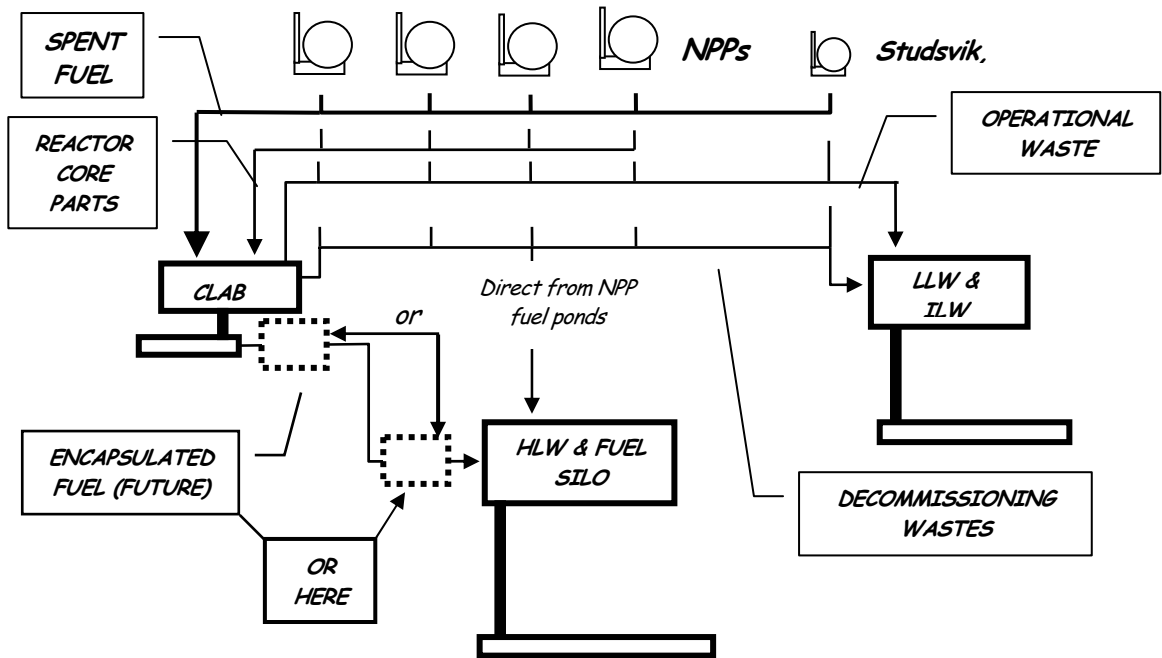 SPENT
FUEL
NPPs
Studsvik,
REACTOR
CORE
PARTS
OPERATIONAL
WASTE
CLAB
Direct from NPP
fuel ponds
LLW &
ILW
or
ENCAPSULATED
FUEL (FUTURE)
HLW & FUEL
SILO
DECOMMISSIONING
WASTES
OR
HERE